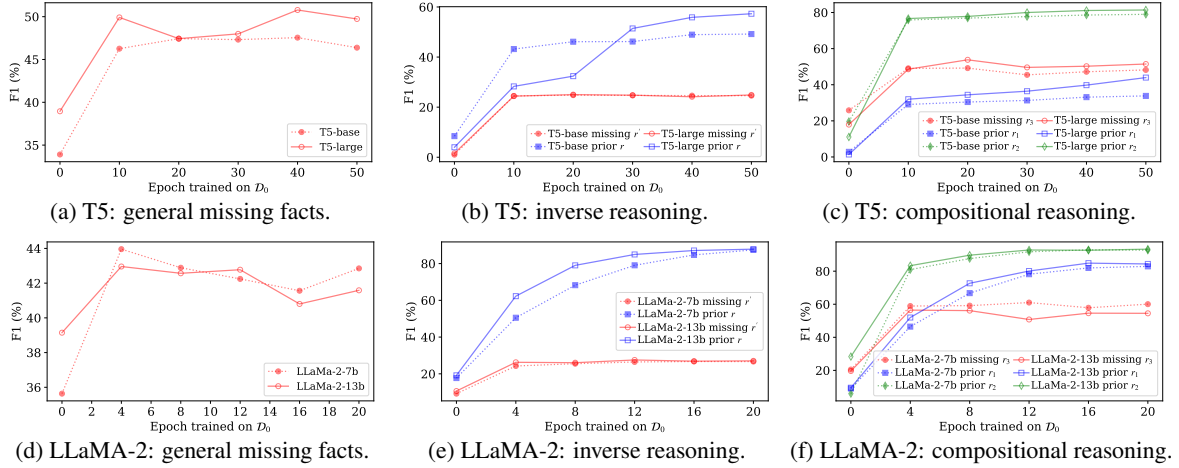 50
45
40
35
F1 (%)
0 10 20 30 40 50
Epoch trained on 𝒟₀
T5-base
T5-large
(a) T5: general missing facts.
60
40
20
0
F1 (%)
0 10 20 30 40 50
Epoch trained on 𝒟₀
T5-base missing r′
T5-base prior r
T5-large missing r′
T5-large prior r
(b) T5: inverse reasoning.
80
60
40
20
0
F1 (%)
0 10 20 30 40 50
Epoch trained on 𝒟₀
T5-base missing r₃
T5-base prior r₁
T5-base prior r₂
T5-large missing r₃
T5-large prior r₁
T5-large prior r₂
(c) T5: compositional reasoning.
44
42
40
38
36
F1 (%)
0 2 4 6 8 10 12 14 16 18 20
Epoch trained on 𝒟₀
LLaMa-2-7b
LLaMa-2-13b
(d) LLaMA-2: general missing facts.
80
60
40
20
F1 (%)
0 4 8 12 16 20
Epoch trained on 𝒟₀
LLaMa-2-7b missing r′
LLaMa-2-7b prior r
LLaMa-2-13b missing r′
LLaMa-2-13b prior r
(e) LLaMA-2: inverse reasoning.
80
60
40
20
F1 (%)
0 4 8 12 16 20
Epoch trained on 𝒟₀
LLaMa-2-7b missing r₃
LLaMa-2-7b prior r₁
LLaMa-2-7b prior r₂
LLaMa-2-13b missing r₃
LLaMa-2-13b prior r₁
LLaMa-2-13b prior r₂
(f) LLaMA-2: compositional reasoning.